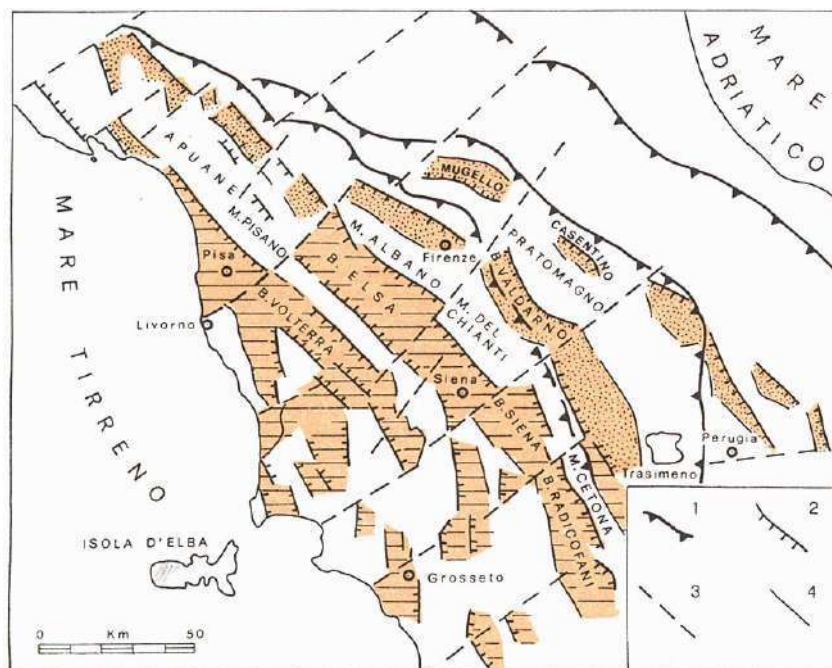 MARE
ADRIATICO
MARE TIRRENO
APUANE
M. PISANO
MUGELLO
CASENTINO
PRATOMAGNO
Firenze
M. ALBANO
B. ELSA
Pisa
B. VOLTERRA
B. VALDARNO
Livorno
M. DEL
CHIANTI
Siena
B. SIENA
Perugia
Trasimeno
M. CETONA
B. RADICOFANI
ISOLA D'ELBA
Grosseto
0 Km 50
1 2
3 4